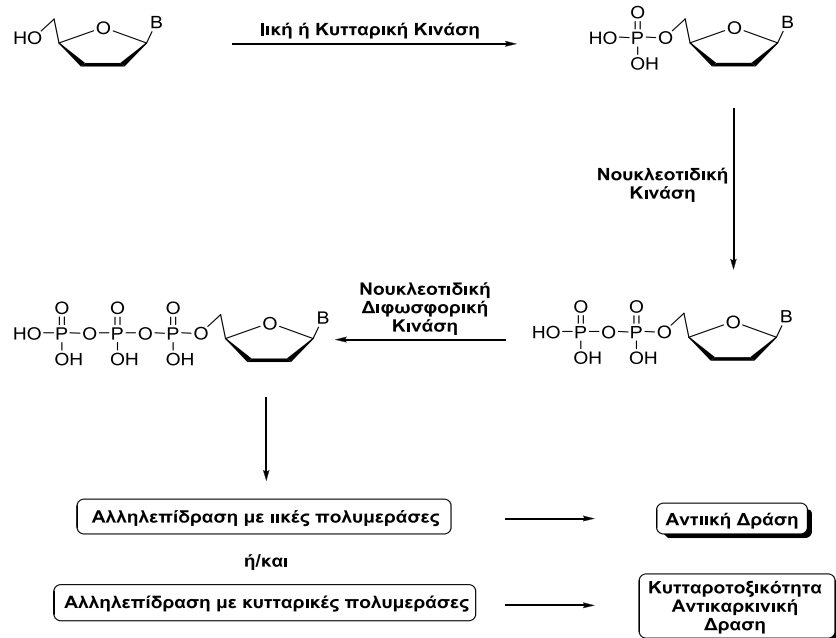 HO
O
B
Ιική ή Κυτταρική Κινάση
O
HO P O
OH
O
B
Νουκλεοτιδική
Κινάση
O O O
HO P O P O P O
OH OH OH
O
B
Νουκλεοτιδική
Διφωσφορική
Κινάση
O O
HO P O P O
OH OH
O
B
Αλληλεπίδραση με ιικές πολυμεράσες
Αντιική Δράση
ή/και
Αλληλεπίδραση με κυτταρικές πολυμεράσες
Κυτταροτοξικότητα
Αντικαρκινική
Δραση